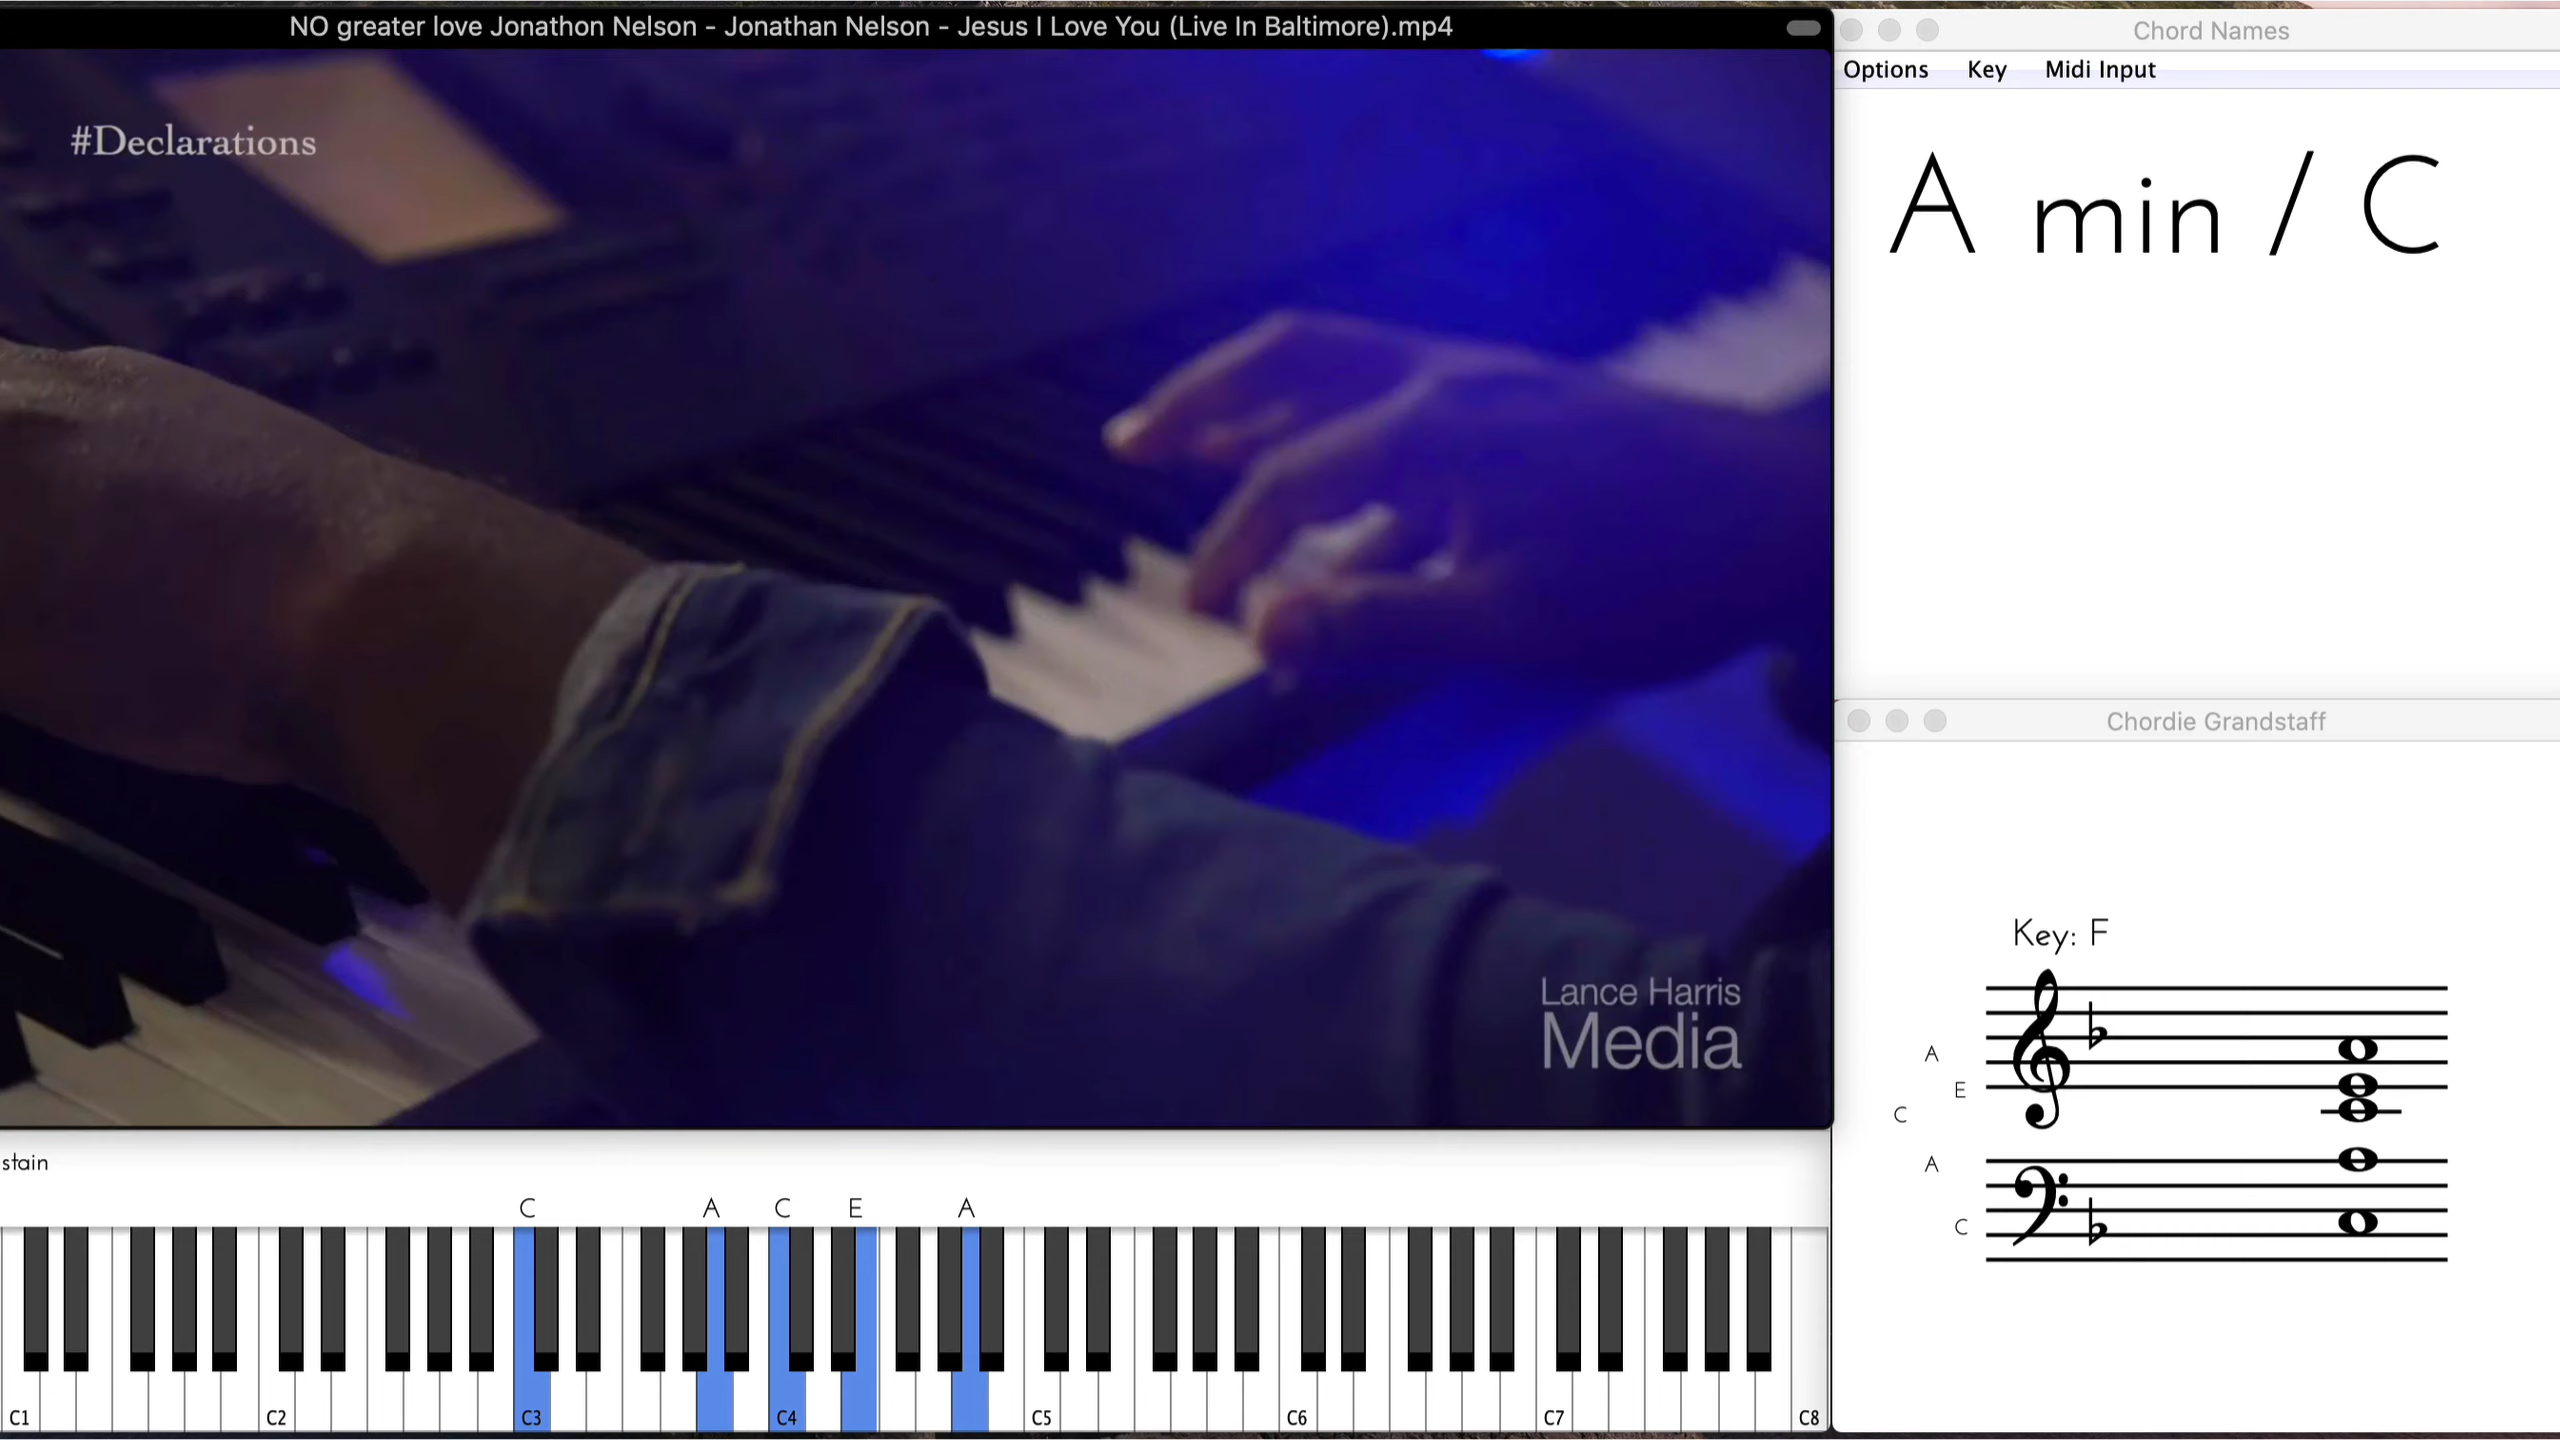 NO greater love Jonathon Nelson - Jonathan Nelson - Jesus I Love You (Live In Baltimore).mp4
#Declarations
Lance Harris
Media
Chord Names
Options Key Midi Input
A min / C
Chordie Grandstaff
Key: F
A
E
C
A
C
stain
C A C E A
C1 C2 C3 C4 C5 C6 C7 C8